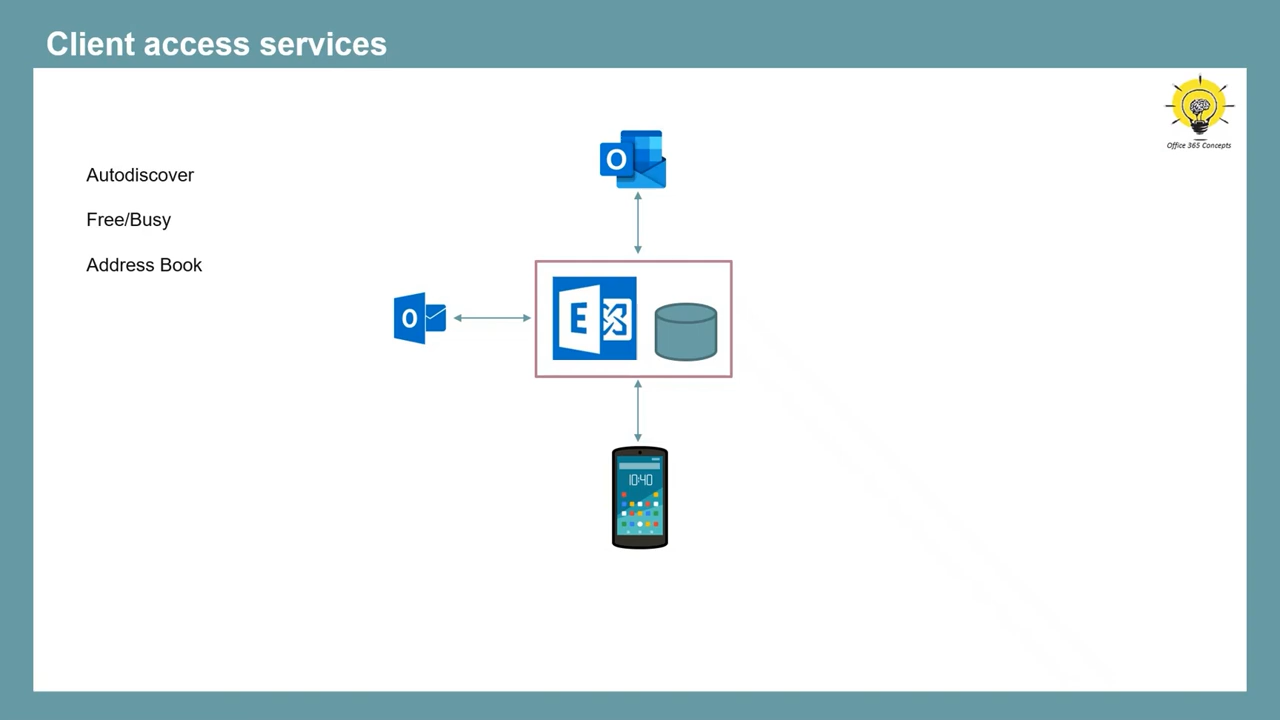 Client access services
Office 365 Concepts
Autodiscover
Free/Busy
Address Book
O
E
O
10:40